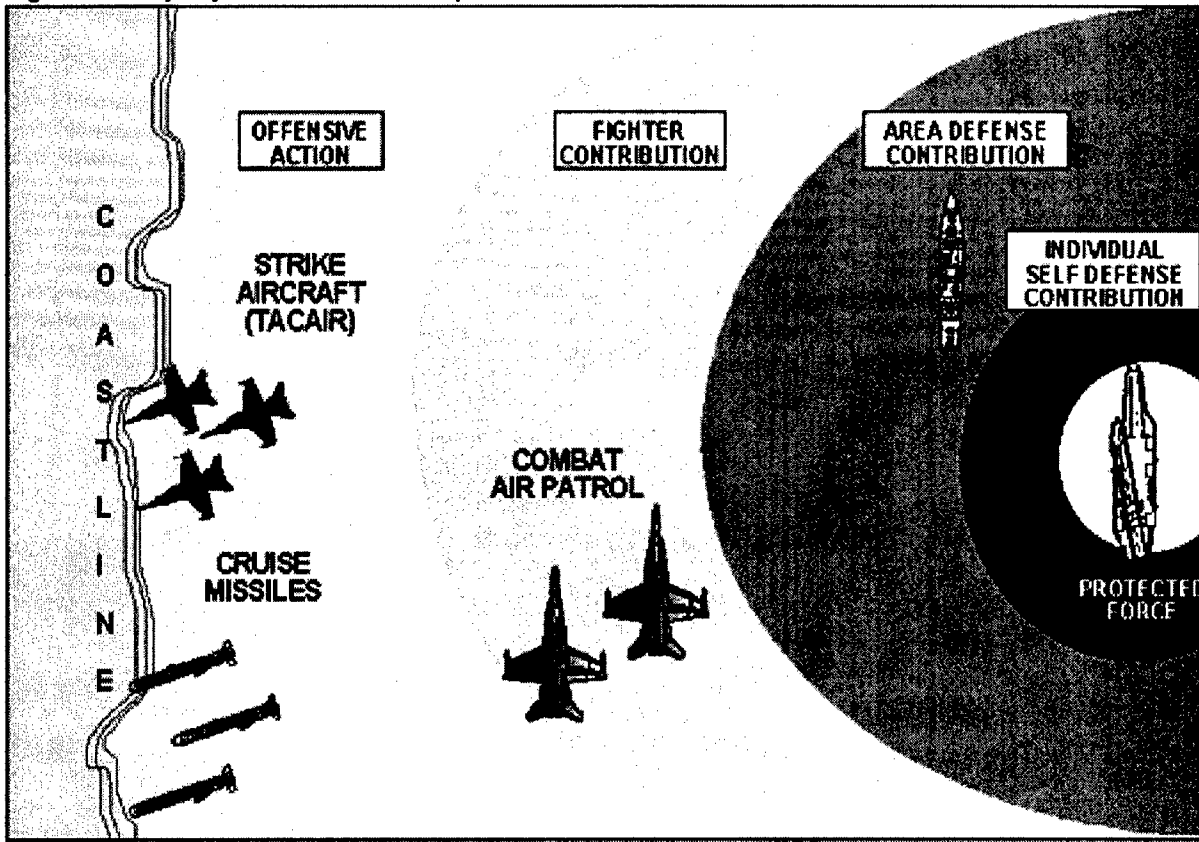 OFFENSIVE
ACTION
FIGHTER
CONTRIBUTION
AREA DEFENSE
CONTRIBUTION
INDIVIDUAL
SELF DEFENSE
CONTRIBUTION
STRIKE
AIRCRAFT
(TACAIR)
COASTLINE
COMBAT
AIR PATROL
CRUISE
MISSILES
PROTECTED
FORCE